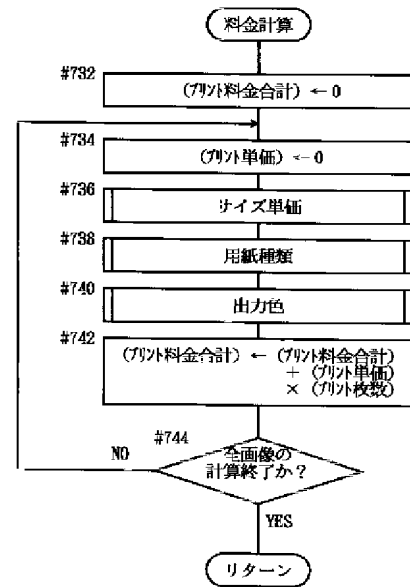 料金計算
#732
(プリント料金合計) ← 0
#734
(プリント単価) ← 0
#736
サイズ単価
#738
用紙種類
#740
出力色
#742
(プリント料金合計) ← (プリント料金合計)
+ (プリント単価)
× (プリント枚数)
#744
全画像の
計算終了か？
NO
YES
リターン